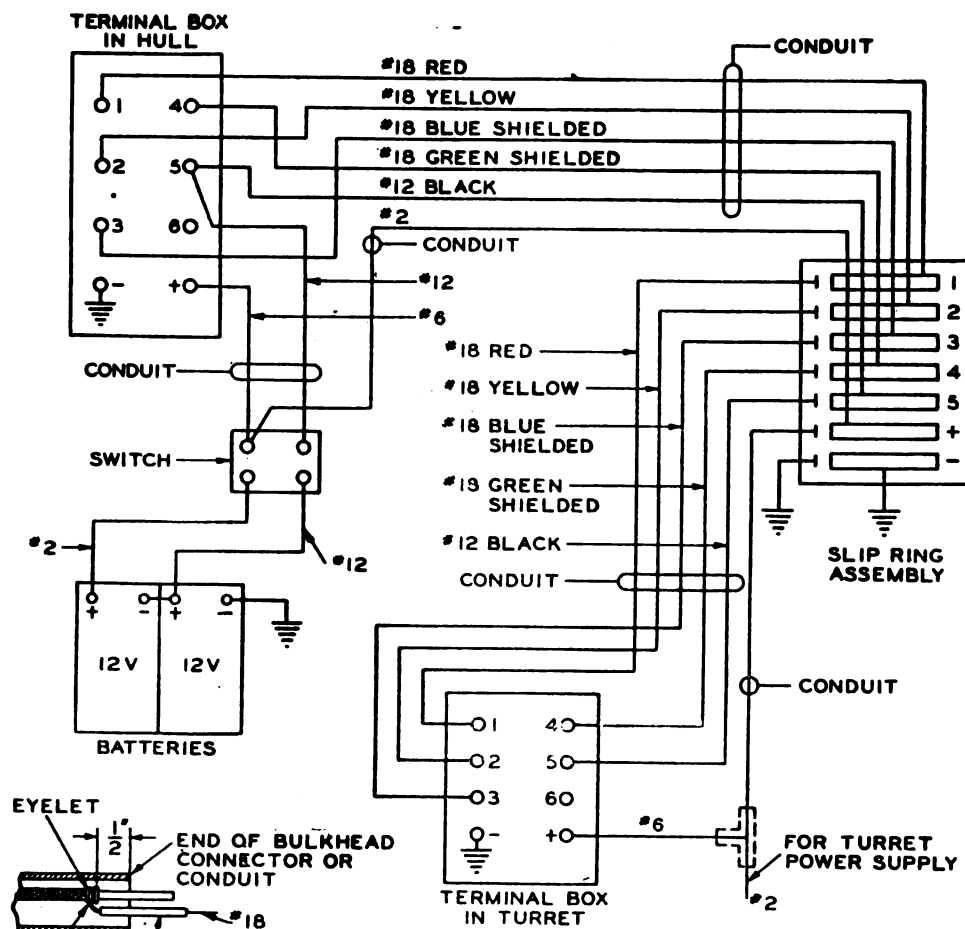 TERMINAL BOX
IN HULL
CONDUIT
#18 RED
#18 YELLOW
#18 BLUE SHIELDED
#18 GREEN SHIELDED
#12 BLACK
#2
CONDUIT
1 4
2 5
3 6
- +
#12
#6
CONDUIT
SWITCH
#2
#12
+ - + -
12V 12V
BATTERIES
#18 RED
#18 YELLOW
#18 BLUE
SHIELDED
#18 GREEN
SHIELDED
#12 BLACK
CONDUIT
1
2
3
4
5
+
-
SLIP RING
ASSEMBLY
CONDUIT
1 4
2 5
3 6
- +
#6
FOR TURRET
POWER SUPPLY
#2
TERMINAL BOX
IN TURRET
EYELET
1/2"
END OF BULKHEAD
CONNECTOR OR
CONDUIT
#18